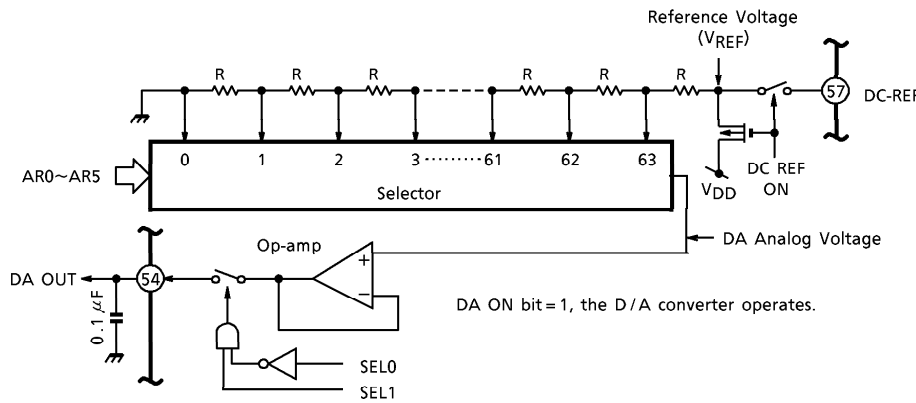 Reference Voltage
(VREF)
R R R R R R
57 DC-REF
0 1 2 3 ········ 61 62 63
AR0~AR5
Selector
VDD
DC REF
ON
Op-amp
+
−
DA Analog Voltage
DA OUT
54
0.1 μF
DA ON bit = 1, the D / A converter operates.
SEL0
SEL1